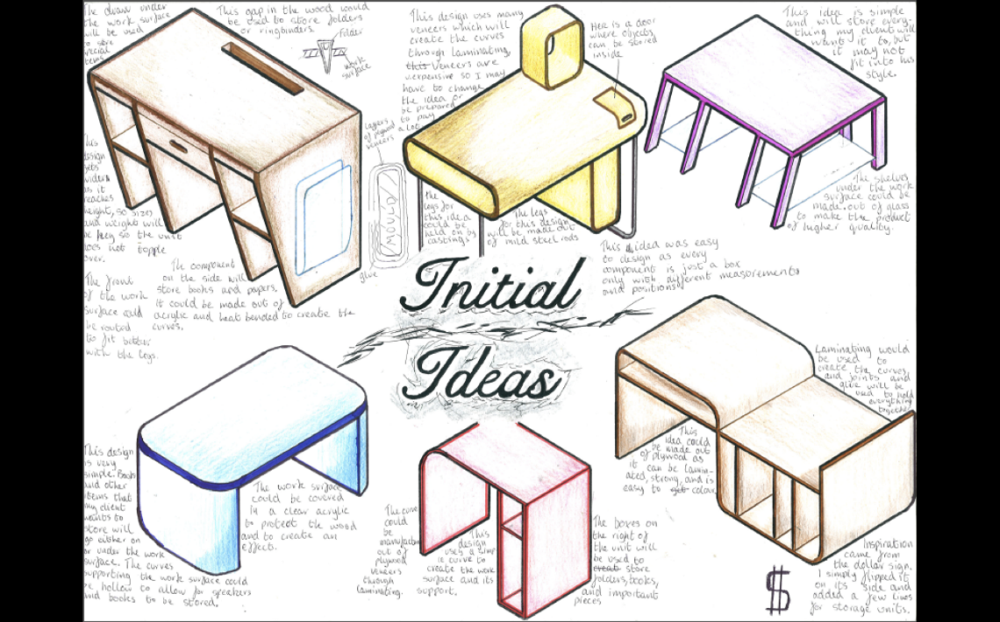 The draw under
the work surface
will be used
to store
special
items.
This gap in the wood would
be used to store folders
or ringbinders.
folder
work
surface
This
design
gets
wider
as it
reaches
height, so sizes
and weights will
be key so the unit
does not topple
over.
The component
on the side will
store books and papers.
It could be made out of
acrylic and heat bended to create the
curves.
The front
of the work
surface could
be routed
to fit better
with the legs.
This design uses many
veneers which will
create the curves
through laminating.
this Veneers are
expensive so I may
have to change
the idea or
be prepared
to pay
a lot
Here is a door
where objects
can be stored
inside
Layers
of plywood
veneers
MOULD
glue
the
legs for
this idea
could be
held on by
castings
The legs
for this design
will be made out
of mild steel rods
This idea is simple
and will store every-
thing my client will
want it to, but
it may not
fit into his
style.
The shelves
under the work
surface could be
made out of glass
to make the product
of higher quality.
This idea was easy
to design as every
component is just a box
only with different measurements
and positions
Initial
Ideas
This design
is very
simple. Books
and other
items that
my client
wants to
store will
go either on
or under the work
surface. The curves
supporting the work surface could
be hollow to allow for speakers
and books to be stored.
The work surface
could be covered
in a clear acrylic
to protect the wood
and to create an
effect.
The curve
could
be
manufactured
out of
plywood
veneers
through
laminating.
This
design
uses a simple
curve to
create the work
surface and its
support.
The boxes on
the right of
the unit will
be used to
store
folders, books,
and important
pieces
This
idea could
be made out
of plywood as
it can be lamin-
ated, strong, and is
easy to get colour.
Laminating would
be used to
create the curves,
and joints and
glue will be
used to hold
everything
together
Inspiration
came from
the dollar sign.
I simply flipped it
on its side and
added a few lines
for storage units.
$